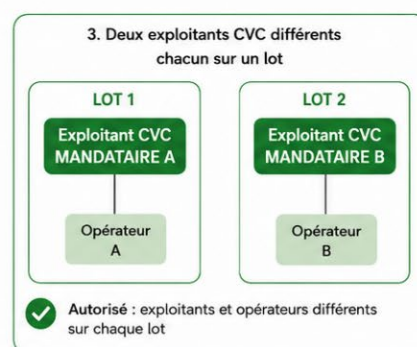 3. Deux exploitants CVC différents
chacun sur un lot
LOT 1
Exploitant CVC
MANDATAIRE A
Opérateur
A
LOT 2
Exploitant CVC
MANDATAIRE B
Opérateur
B
Autorisé : exploitants et opérateurs différents
sur chaque lot